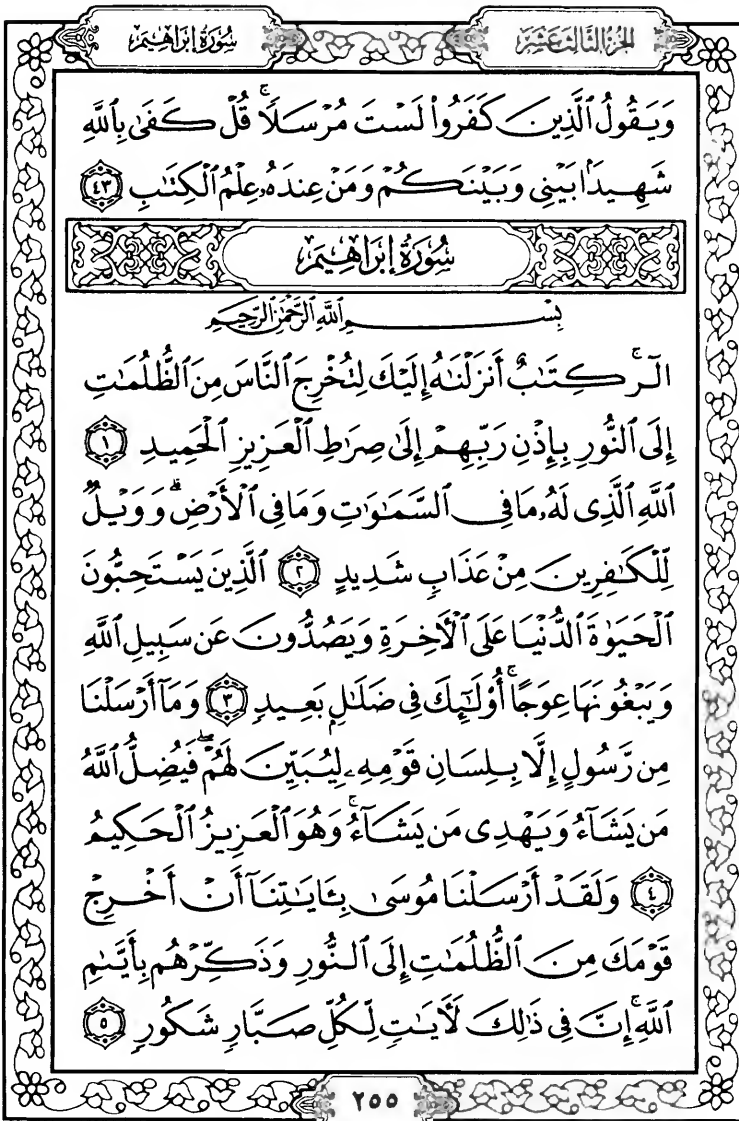 الجزء الثالث عشر
سُورَةُ إِبْرَاهِيمَ
وَيَقُولُ ٱلَّذِينَ كَفَرُوا۟ لَسْتَ مُرْسَلًا ۚ قُلْ كَفَىٰ بِٱللَّهِ
شَهِيدًۢا بَيْنِى وَبَيْنَكُمْ وَمَنْ عِندَهُۥ عِلْمُ ٱلْكِتَٰبِ ٤٣
سُورَةُ إِبْرَاهِيمَ
بِسْمِ ٱللَّهِ ٱلرَّحْمَٰنِ ٱلرَّحِيمِ
الٓر ۚ كِتَٰبٌ أَنزَلْنَٰهُ إِلَيْكَ لِتُخْرِجَ ٱلنَّاسَ مِنَ ٱلظُّلُمَٰتِ
إِلَى ٱلنُّورِ بِإِذْنِ رَبِّهِمْ إِلَىٰ صِرَٰطِ ٱلْعَزِيزِ ٱلْحَمِيدِ ١
ٱللَّهِ ٱلَّذِى لَهُۥ مَا فِى ٱلسَّمَٰوَٰتِ وَمَا فِى ٱلْأَرْضِ ۗ وَوَيْلٌ
لِّلْكَٰفِرِينَ مِنْ عَذَابٍ شَدِيدٍ ٢ ٱلَّذِينَ يَسْتَحِبُّونَ
ٱلْحَيَوٰةَ ٱلدُّنْيَا عَلَى ٱلْءَاخِرَةِ وَيَصُدُّونَ عَن سَبِيلِ ٱللَّهِ
وَيَبْغُونَهَا عِوَجًا ۚ أُو۟لَٰٓئِكَ فِى ضَلَٰلٍۭ بَعِيدٍ ٣ وَمَآ أَرْسَلْنَا
مِن رَّسُولٍ إِلَّا بِلِسَانِ قَوْمِهِۦ لِيُبَيِّنَ لَهُمْ ۖ فَيُضِلُّ ٱللَّهُ
مَن يَشَآءُ وَيَهْدِى مَن يَشَآءُ ۚ وَهُوَ ٱلْعَزِيزُ ٱلْحَكِيمُ
٤ وَلَقَدْ أَرْسَلْنَا مُوسَىٰ بِـَٔايَٰتِنَآ أَنْ أَخْرِجْ
قَوْمَكَ مِنَ ٱلظُّلُمَٰتِ إِلَى ٱلنُّورِ وَذَكِّرْهُم بِأَيَّىٰمِ
ٱللَّهِ ۚ إِنَّ فِى ذَٰلِكَ لَءَايَٰتٍ لِّكُلِّ صَبَّارٍ شَكُورٍ ٥
٢٥٥